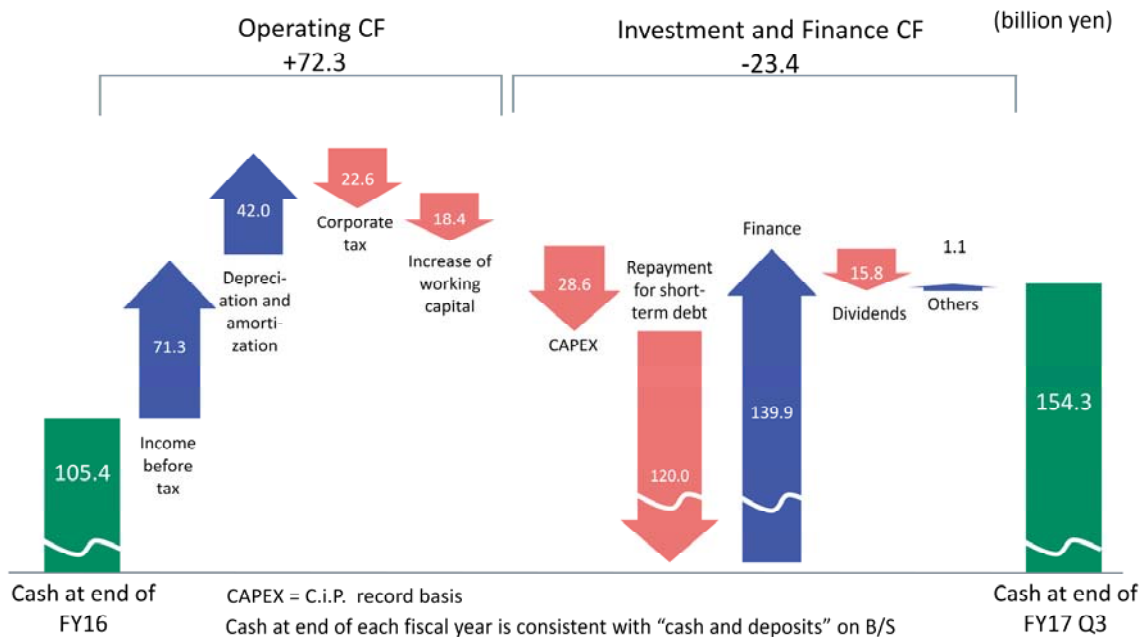 Operating CF
+72.3
Investment and Finance CF
-23.4
(billion yen)
105.4
Cash at end of
FY16
71.3
Income
before
tax
42.0
Depreci-
ation and
amorti-
zation
22.6
Corporate
tax
18.4
Increase of
working
capital
28.6
CAPEX
Repayment
for short-
term debt
120.0
Finance
139.9
15.8
Dividends
1.1
Others
154.3
Cash at end of
FY17 Q3
CAPEX = C.i.P. record basis
Cash at end of each fiscal year is consistent with “cash and deposits” on B/S